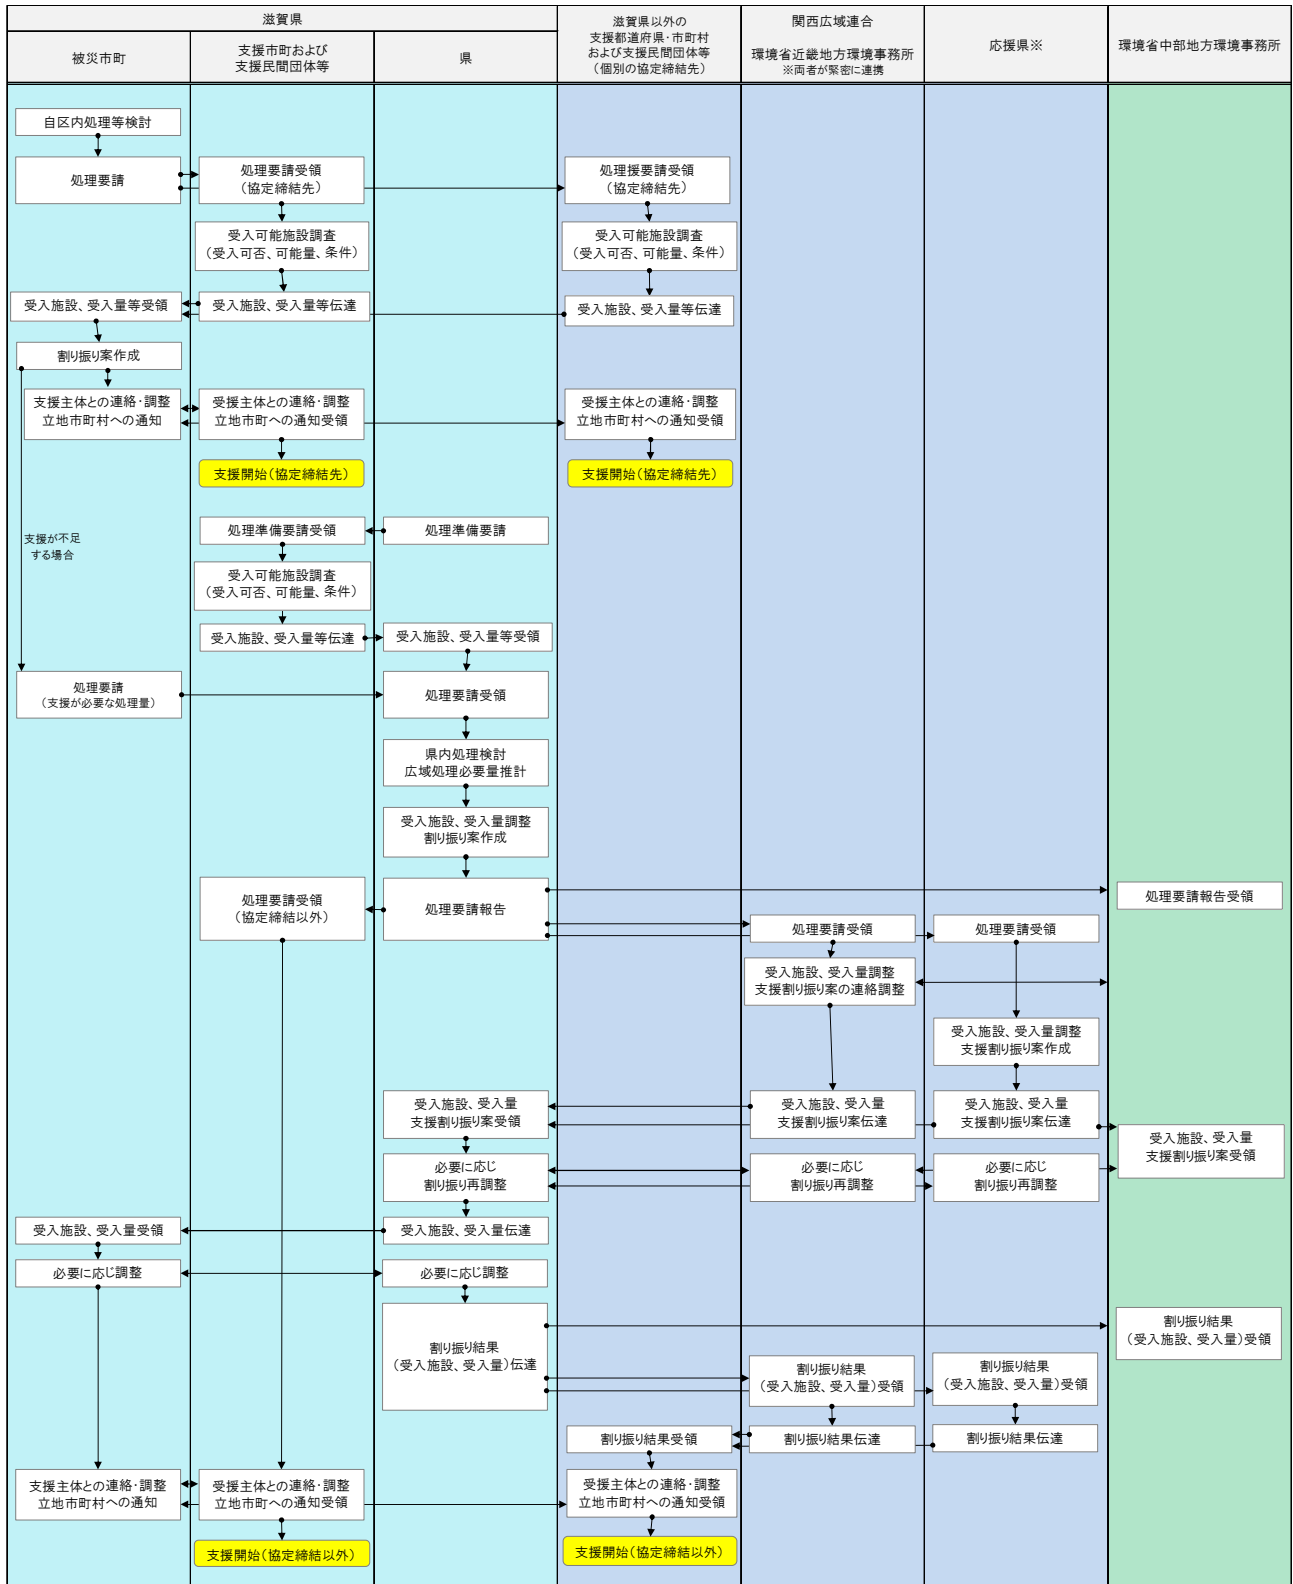 滋賀県
被災市町
支援市町および
支援民間団体等
県
滋賀県以外の
支援都道府県・市町村
および支援民間団体等
（個別の協定締結先）
関西広域連合
環境省近畿地方環境事務所
※両者が緊密に連携
応援県※
環境省中部地方環境事務所
自区内処理等検討
処理要請
処理要請受領
（協定締結先）
処理援要請受領
（協定締結先）
受入可能施設調査
（受入可否、可能量、条件）
受入可能施設調査
（受入可否、可能量、条件）
受入施設、受入量等受領
受入施設、受入量等伝達
受入施設、受入量等伝達
割り振り案作成
支援主体との連絡・調整
立地市町村への通知
受援主体との連絡・調整
立地市町への通知受領
受援主体との連絡・調整
立地市町村への通知受領
支援開始（協定締結先）
支援開始（協定締結先）
支援が不足
する場合
処理準備要請受領
処理準備要請
受入可能施設調査
（受入可否、可能量、条件）
受入施設、受入量等伝達
受入施設、受入量等受領
処理要請
（支援が必要な処理量）
処理要請受領
県内処理検討
広域処理必要量推計
受入施設、受入量調整
割り振り案作成
処理要請受領
（協定締結以外）
処理要請報告
処理要請報告受領
処理要請受領
処理要請受領
受入施設、受入量調整
支援割り振り案の連絡調整
受入施設、受入量調整
支援割り振り案作成
受入施設、受入量
支援割り振り案受領
受入施設、受入量
支援割り振り案伝達
受入施設、受入量
支援割り振り案伝達
受入施設、受入量
支援割り振り案受領
必要に応じ
割り振り再調整
必要に応じ
割り振り再調整
必要に応じ
割り振り再調整
受入施設、受入量受領
受入施設、受入量伝達
必要に応じ調整
必要に応じ調整
割り振り結果
（受入施設、受入量）伝達
割り振り結果
（受入施設、受入量）受領
割り振り結果
（受入施設、受入量）受領
割り振り結果
（受入施設、受入量）受領
割り振り結果受領
割り振り結果伝達
割り振り結果伝達
支援主体との連絡・調整
立地市町村への通知
受援主体との連絡・調整
立地市町への通知受領
受援主体との連絡・調整
立地市町村への通知受領
支援開始（協定締結以外）
支援開始（協定締結以外）